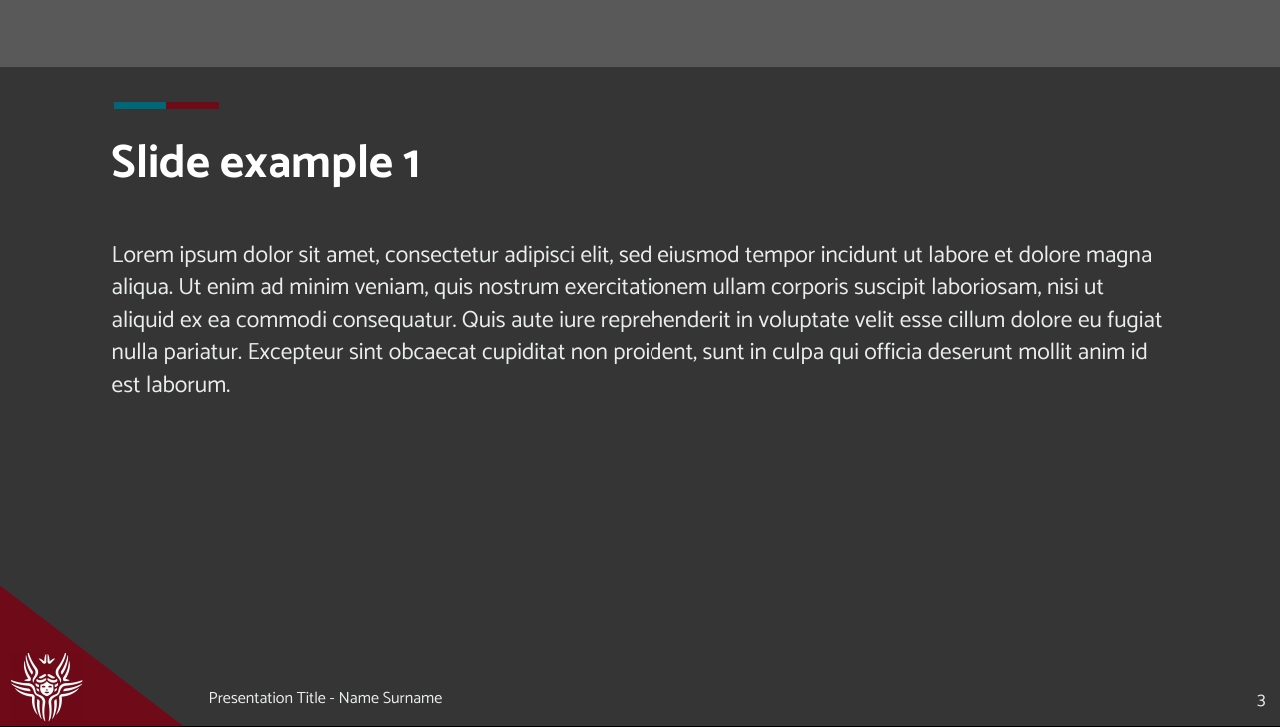 Slide example 1
Lorem ipsum dolor sit amet, consectetur adipisci elit, sed eiusmod tempor incidunt ut labore et dolore magna
aliqua. Ut enim ad minim veniam, quis nostrum exercitationem ullam corporis suscipit laboriosam, nisi ut
aliquid ex ea commodi consequatur. Quis aute iure reprehenderit in voluptate velit esse cillum dolore eu fugiat
nulla pariatur. Excepteur sint obcaecat cupiditat non proident, sunt in culpa qui officia deserunt mollit anim id
est laborum.
Presentation Title - Name Surname
3